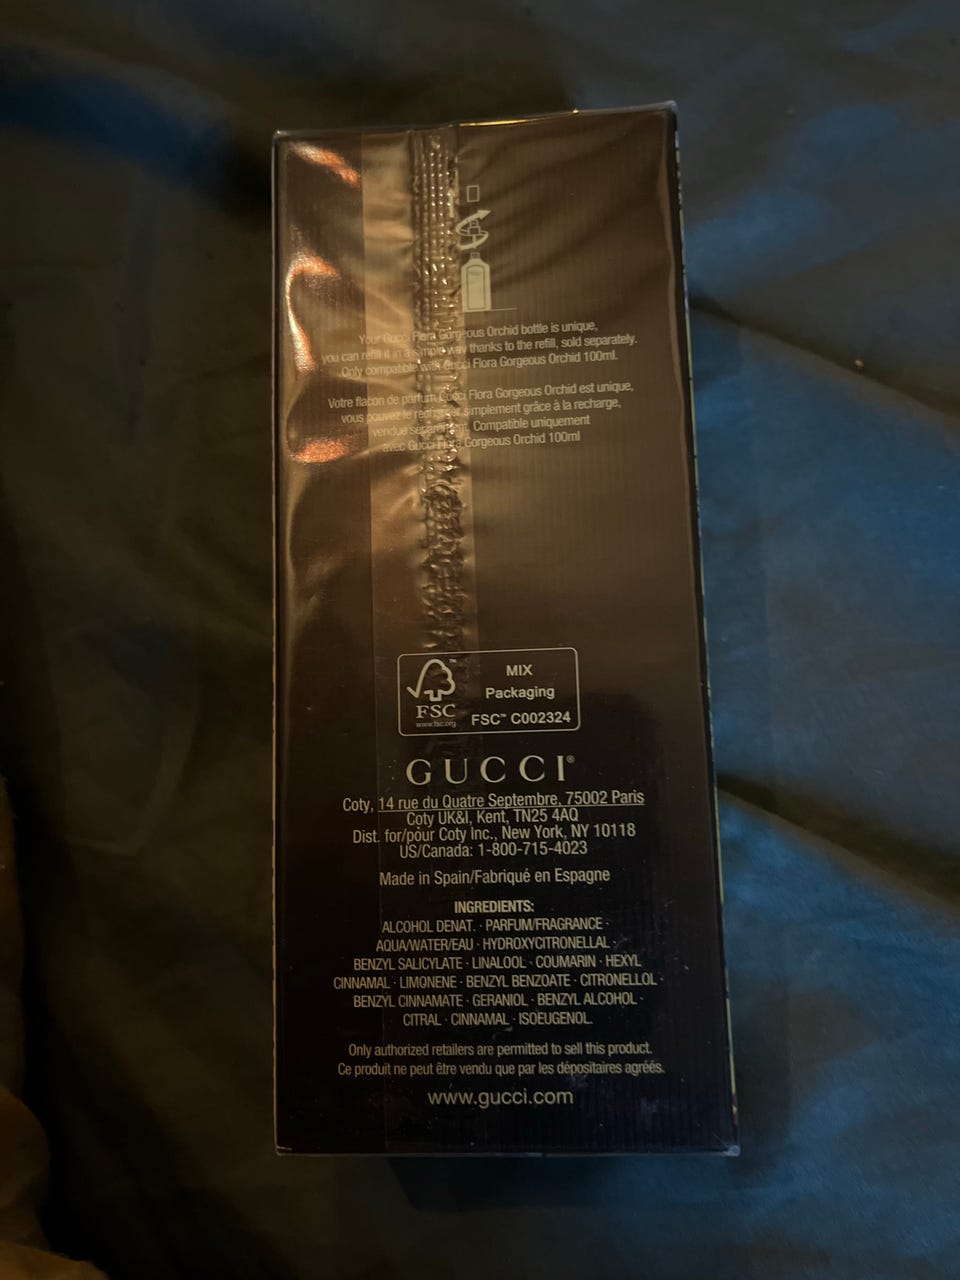 Your Gucci Flora Gorgeous Orchid bottle is unique,
you can refill it in a simple way thanks to the refill, sold separately.
Only compatible with Gucci Flora Gorgeous Orchid 100ml.
Votre flacon de parfum Gucci Flora Gorgeous Orchid est unique,
vous pouvez le recharger simplement grâce à la recharge,
vendue séparément. Compatible uniquement
avec Gucci Flora Gorgeous Orchid 100ml
FSC
www.fsc.org
MIX
Packaging
FSC™ C002324
GUCCI®
Coty, 14 rue du Quatre Septembre, 75002 Paris
Coty UK&I, Kent, TN25 4AQ
Dist. for/pour Coty Inc., New York, NY 10118
US/Canada: 1-800-715-4023
Made in Spain/Fabriqué en Espagne
INGREDIENTS:
ALCOHOL DENAT. · PARFUM/FRAGRANCE ·
AQUA/WATER/EAU · HYDROXYCITRONELLAL ·
BENZYL SALICYLATE · LINALOOL · COUMARIN · HEXYL
CINNAMAL · LIMONENE · BENZYL BENZOATE · CITRONELLOL ·
BENZYL CINNAMATE · GERANIOL · BENZYL ALCOHOL ·
CITRAL · CINNAMAL · ISOEUGENOL.
Only authorized retailers are permitted to sell this product.
Ce produit ne peut être vendu que par les dépositaires agréés.
www.gucci.com